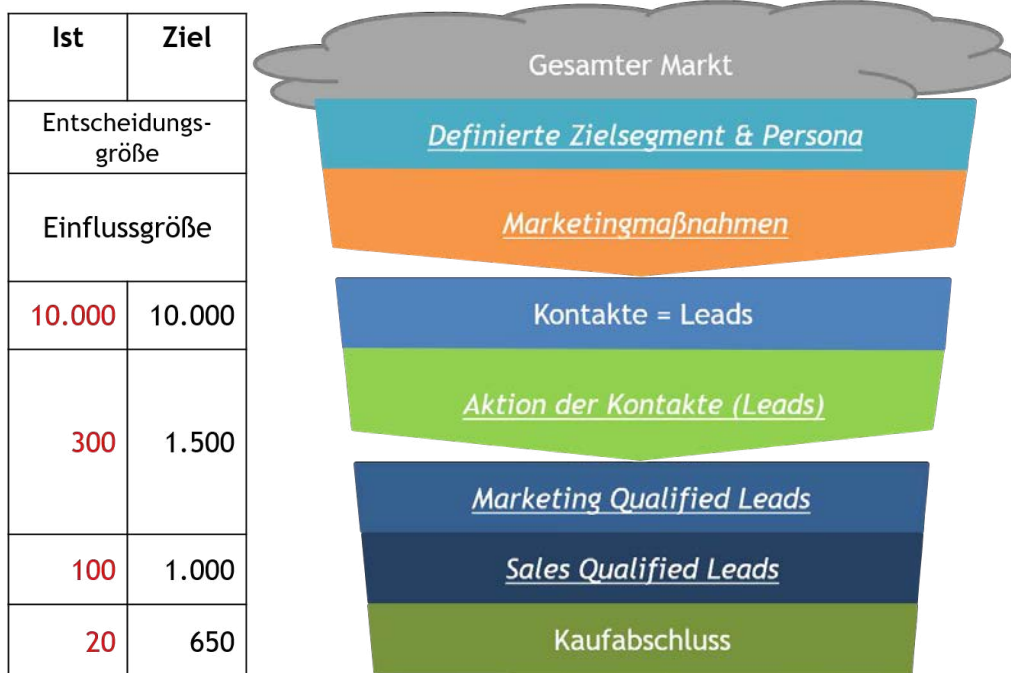 Ist Ziel
Gesamter Markt
Entscheidungs-
größe
Definierte Zielsegment & Persona
Einflussgröße
Marketingmaßnahmen
10.000 10.000
Kontakte = Leads
300 1.500
Aktion der Kontakte (Leads)
Marketing Qualified Leads
100 1.000
Sales Qualified Leads
20 650
Kaufabschluss